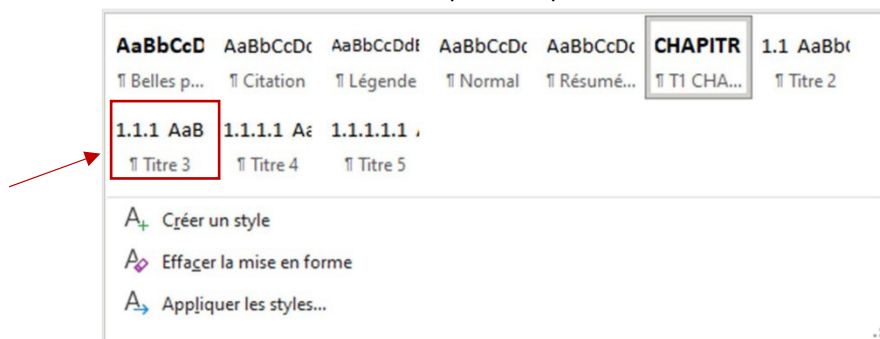 AaBbCcD AaBbCcDc AaBbCcDdE AaBbCcDc AaBbCcDc CHAPITR 1.1 AaBb(
¶ Belles p... ¶ Citation ¶ Légende ¶ Normal ¶ Résumé... ¶ T1 CHA... ¶ Titre 2
1.1.1 AaB 1.1.1.1 Aa 1.1.1.1.1
¶ Titre 3 ¶ Titre 4 ¶ Titre 5
Créer un style
Effacer la mise en forme
Appliquer les styles...